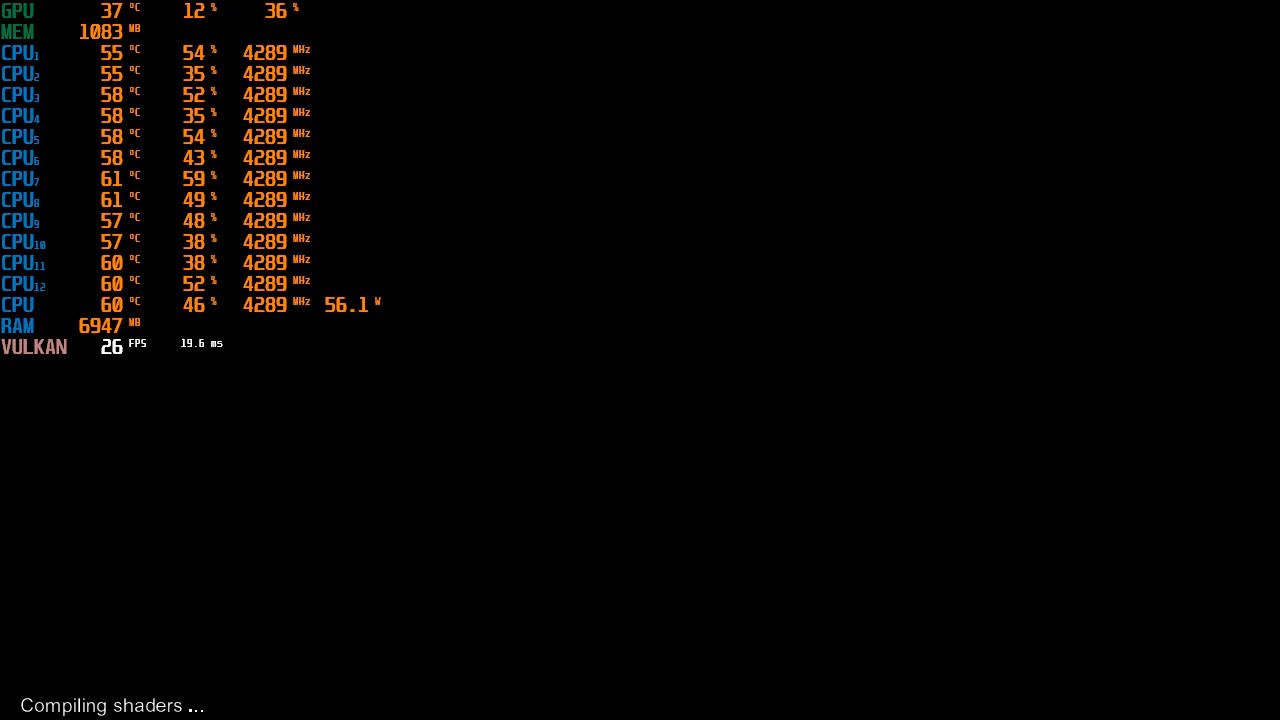 GPU 37 °C 12 % 36 %
MEM 1083 MB
CPU1 55 °C 54 % 4289 MHz
CPU2 55 °C 35 % 4289 MHz
CPU3 58 °C 52 % 4289 MHz
CPU4 58 °C 35 % 4289 MHz
CPU5 58 °C 54 % 4289 MHz
CPU6 58 °C 43 % 4289 MHz
CPU7 61 °C 59 % 4289 MHz
CPU8 61 °C 49 % 4289 MHz
CPU9 57 °C 48 % 4289 MHz
CPU10 57 °C 38 % 4289 MHz
CPU11 60 °C 38 % 4289 MHz
CPU12 60 °C 52 % 4289 MHz
CPU 60 °C 46 % 4289 MHz 56.1 W
RAM 6947 MB
VULKAN 26 FPS 19.6 ms
Compiling shaders ...